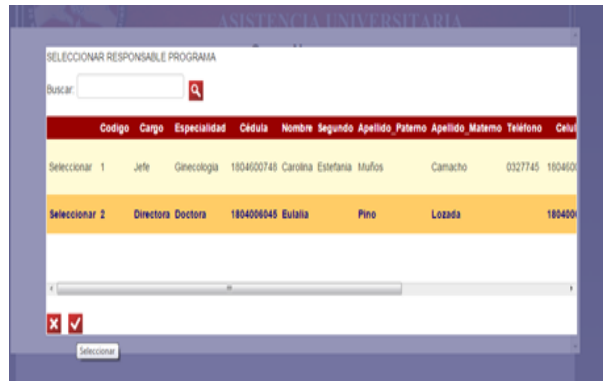 ASISTENCIA UNIVERSITARIA
SELECCIONAR RESPONSABLE PROGRAMA
Buscar:
Codigo Cargo Especialidad Cédula Nombre Segundo Apellido_Paterno Apellido_Materno Teléfono Celul
Seleccionar 1 Jefe Ginecologia 1804600748 Carolina Estefania Muños Camacho 0327745 180460
Seleccionar 2 Directora Doctora 1804006045 Eulalia Pino Lozada 180400
Seleccionar